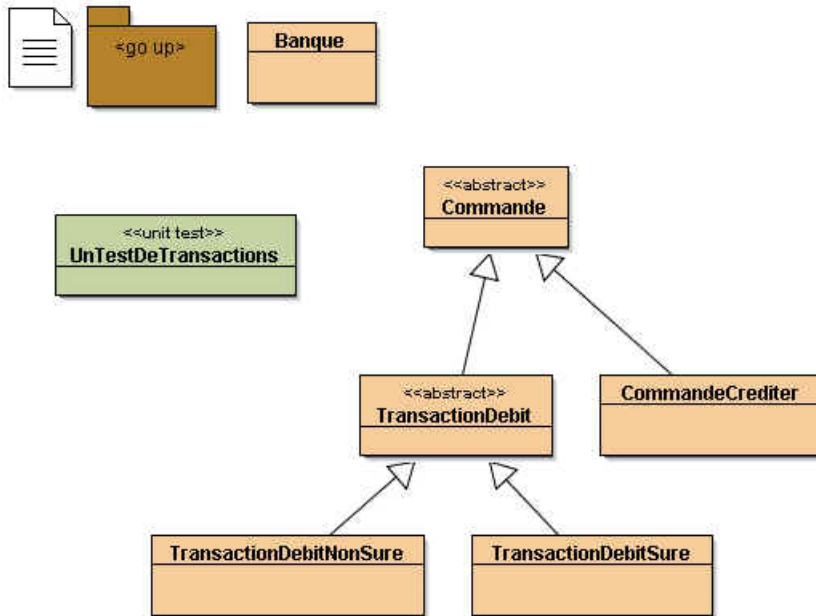 <go up>
Banque
<<abstract>>
Commande
<<unit test>>
UnTestDeTransactions
<<abstract>>
TransactionDebit
CommandeCrediter
TransactionDebitNonSure
TransactionDebitSure